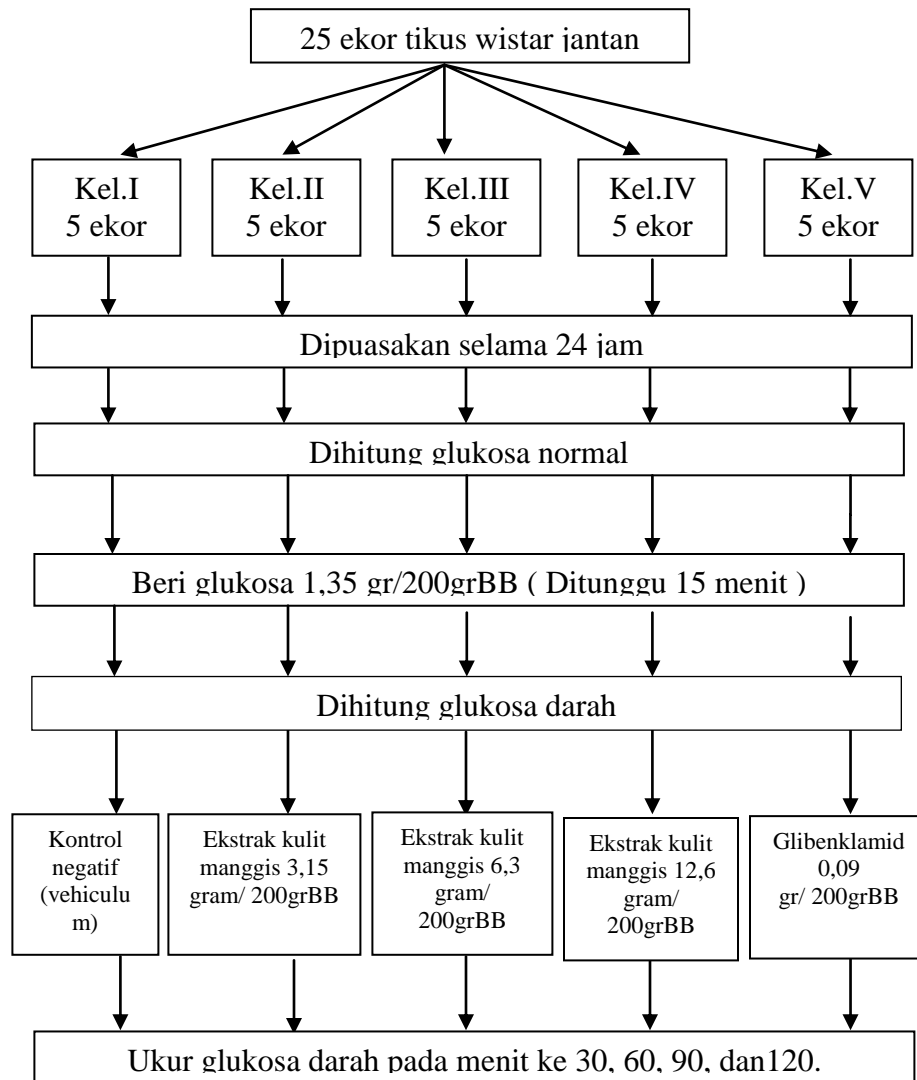 25 ekor tikus wistar jantan
Kel.I
5 ekor
Kel.II
5 ekor
Kel.III
5 ekor
Kel.IV
5 ekor
Kel.V
5 ekor
Dipuasakan selama 24 jam
Dihitung glukosa normal
Beri glukosa 1,35 gr/200grBB ( Ditunggu 15 menit )
Dihitung glukosa darah
Kontrol
negatif
(vehiculu
m)
Ekstrak kulit
manggis 3,15
gram/ 200grBB
Ekstrak kulit
manggis 6,3
gram/
200grBB
Ekstrak kulit
manggis 12,6
gram/
200grBB
Glibenklamid
0,09
gr/ 200grBB
Ukur glukosa darah pada menit ke 30, 60, 90, dan120.